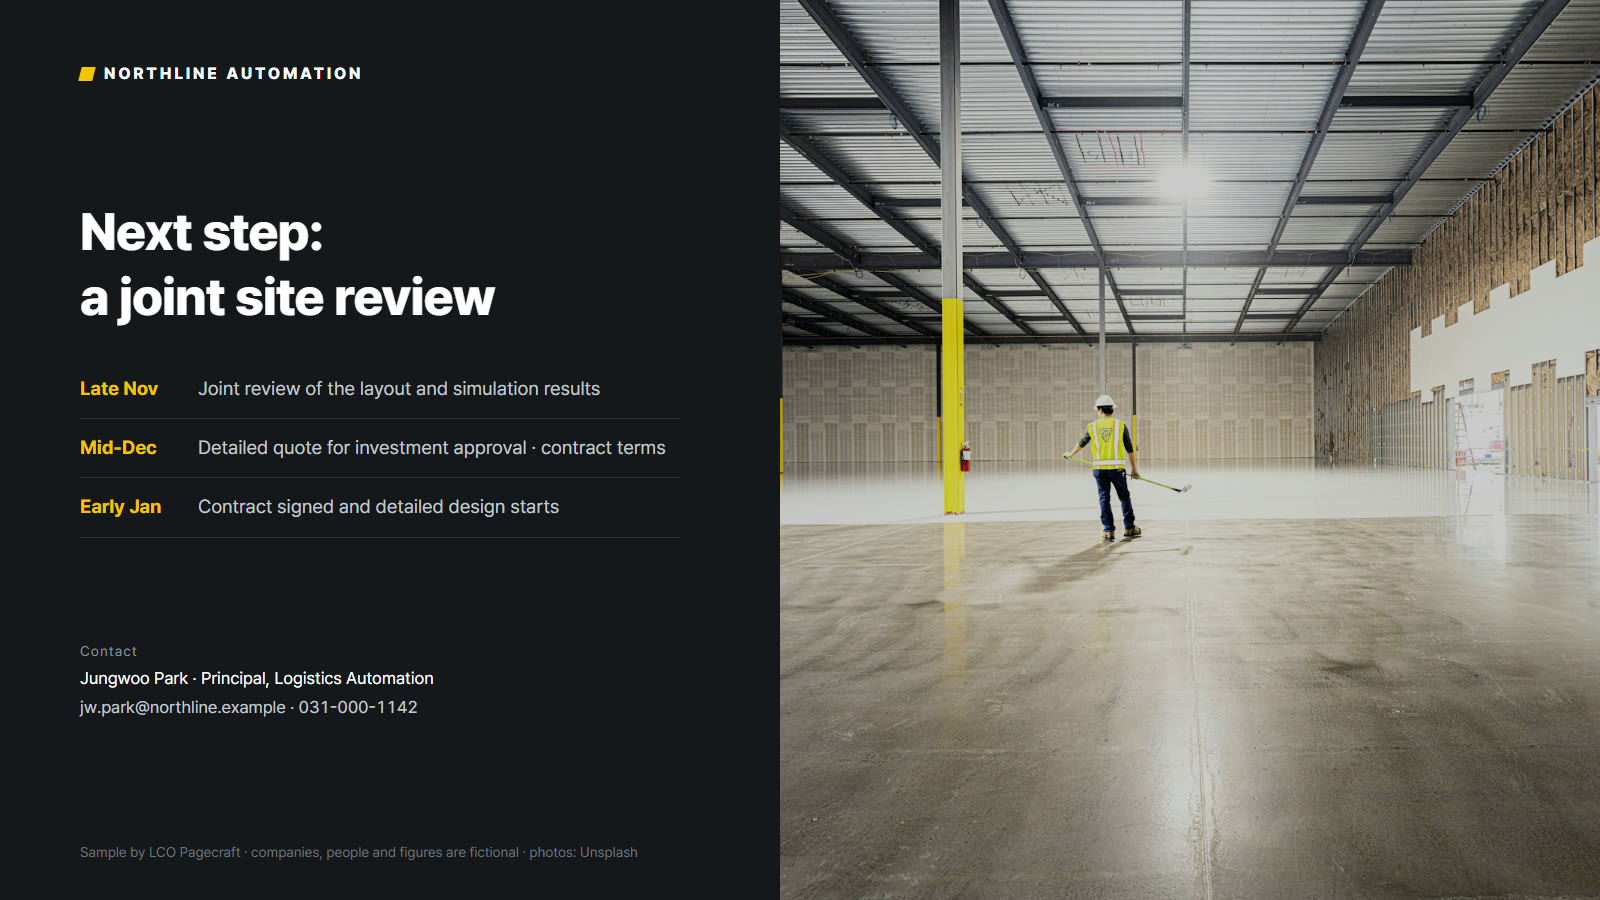 NORTHLINE AUTOMATION
Next step:
a joint site review
Late Nov Joint review of the layout and simulation results
Mid-Dec Detailed quote for investment approval · contract terms
Early Jan Contract signed and detailed design starts
Contact
Jungwoo Park · Principal, Logistics Automation
jw.park@northline.example · 031-000-1142
Sample by LCO Pagecraft · companies, people and figures are fictional · photos: Unsplash